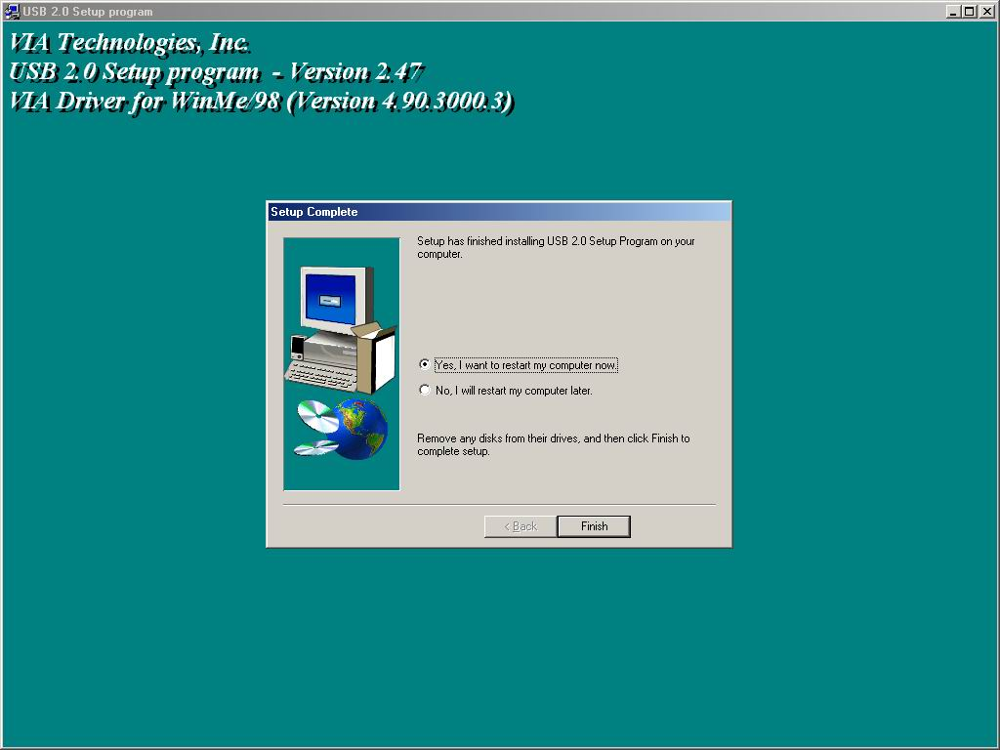 USB 2.0 Setup program
VIA Technologies, Inc.
USB 2.0 Setup program - Version 2.47
VIA Driver for WinMe/98 (Version 4.90.3000.3)
Setup Complete
Setup has finished installing USB 2.0 Setup Program on your
computer.
Yes, I want to restart my computer now.
No, I will restart my computer later.
Remove any disks from their drives, and then click Finish to
complete setup.
< Back
Finish